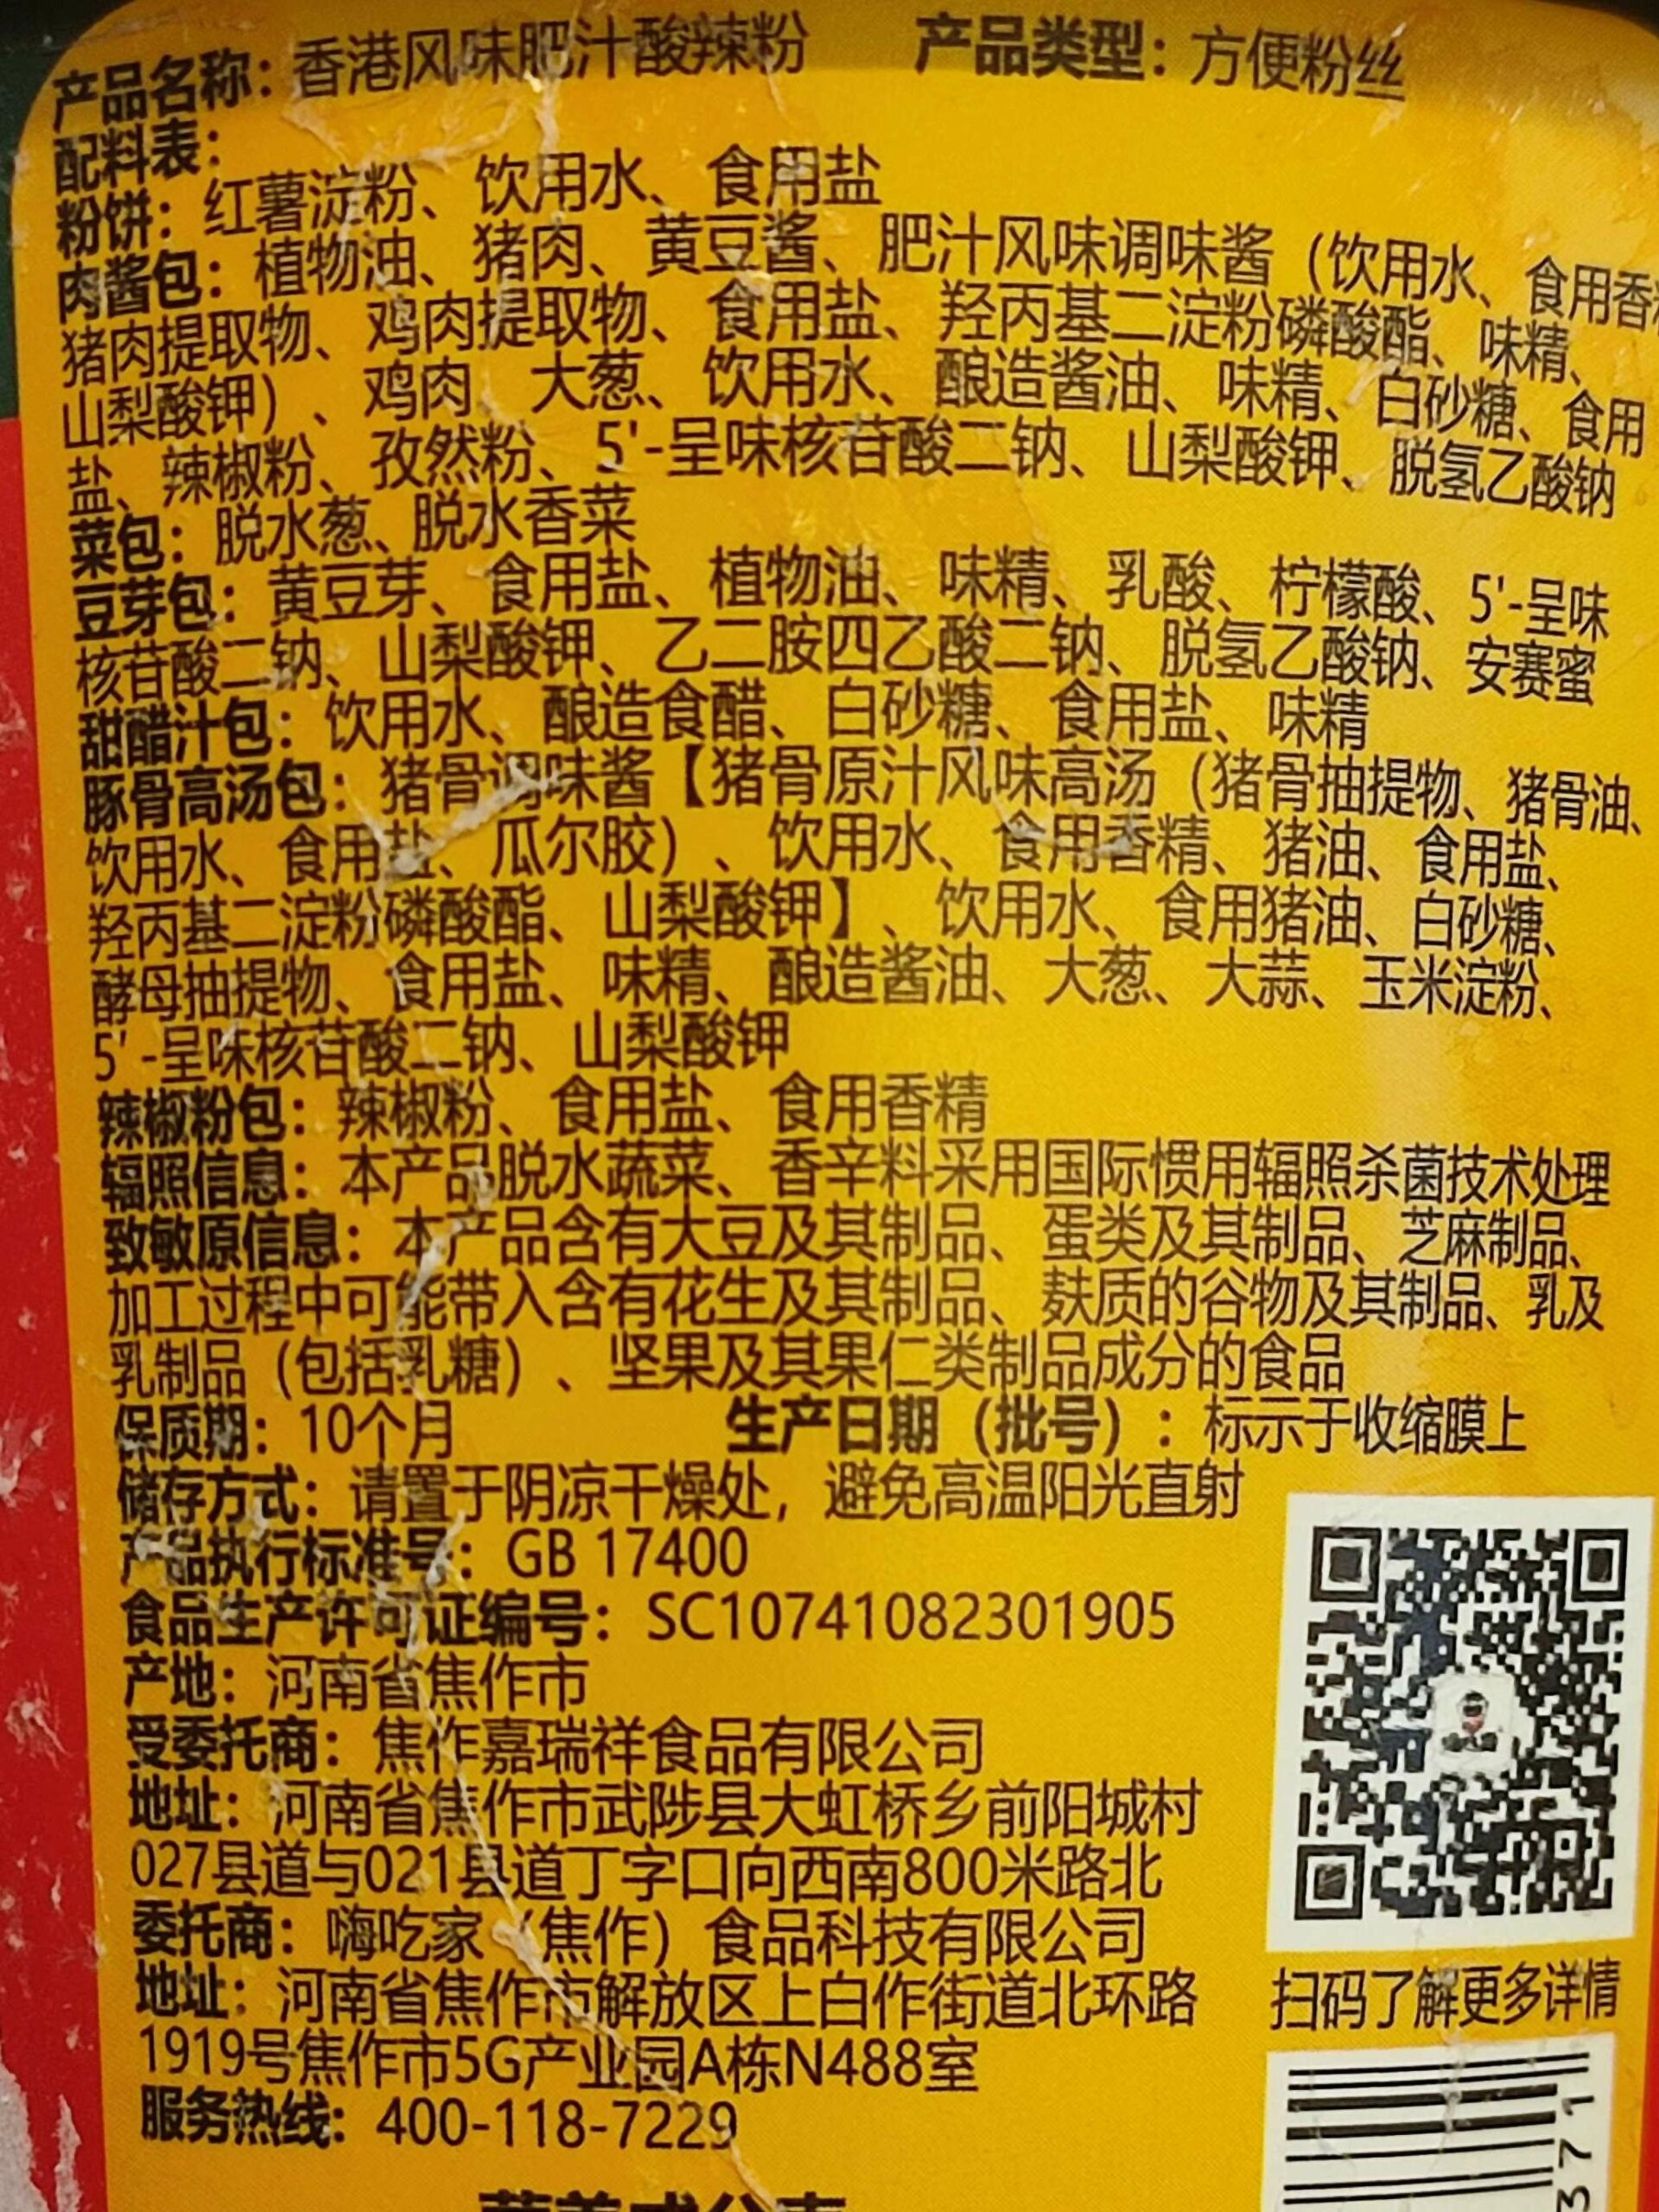 产品名称：香港风味肥汁酸辣粉 产品类型：方便粉丝
配料表：
粉饼：红薯淀粉、饮用水、食用盐
肉酱包：植物油、猪肉、黄豆酱、肥汁风味调味酱（饮用水、食用香
猪肉提取物、鸡肉提取物、食用盐、羟丙基二淀粉磷酸酯、味精、
山梨酸钾）、鸡肉、大葱、饮用水、酿造酱油、味精、白砂糖、食用
盐、辣椒粉、孜然粉、5'-呈味核苷酸二钠、山梨酸钾、脱氢乙酸钠
菜包：脱水葱、脱水香菜
豆芽包：黄豆芽、食用盐、植物油、味精、乳酸、柠檬酸、5'-呈味
核苷酸二钠、山梨酸钾、乙二胺四乙酸二钠、脱氢乙酸钠、安赛蜜
甜醋汁包：饮用水、酿造食醋、白砂糖、食用盐、味精
豚骨高汤包：猪骨调味酱【猪骨原汁风味高汤（猪骨抽提物、猪骨油、
饮用水、食用盐、瓜尔胶）、饮用水、食用香精、猪油、食用盐、
羟丙基二淀粉磷酸酯、山梨酸钾】、饮用水、食用猪油、白砂糖、
酵母抽提物、食用盐、味精、酿造酱油、大葱、大蒜、玉米淀粉、
5'-呈味核苷酸二钠、山梨酸钾
辣椒粉包：辣椒粉、食用盐、食用香精
辐照信息：本产品脱水蔬菜、香辛料采用国际惯用辐照杀菌技术处理
致敏原信息：本产品含有大豆及其制品、蛋类及其制品、芝麻制品、
加工过程中可能带入含有花生及其制品、麸质的谷物及其制品、乳及
乳制品（包括乳糖）、坚果及其果仁类制品成分的食品
保质期：10个月 生产日期（批号）：标示于收缩膜上
储存方式：请置于阴凉干燥处，避免高温阳光直射
产品执行标准号：GB 17400
食品生产许可证编号：SC10741082301905
产地：河南省焦作市
受委托商：焦作嘉瑞祥食品有限公司
地址：河南省焦作市武陟县大虹桥乡前阳城村
027县道与021县道丁字口向西南800米路北
委托商：嗨吃家（焦作）食品科技有限公司
地址：河南省焦作市解放区上白作街道北环路
1919号焦作市5G产业园A栋N488室
服务热线：400-118-7229
扫码了解更多详情
371